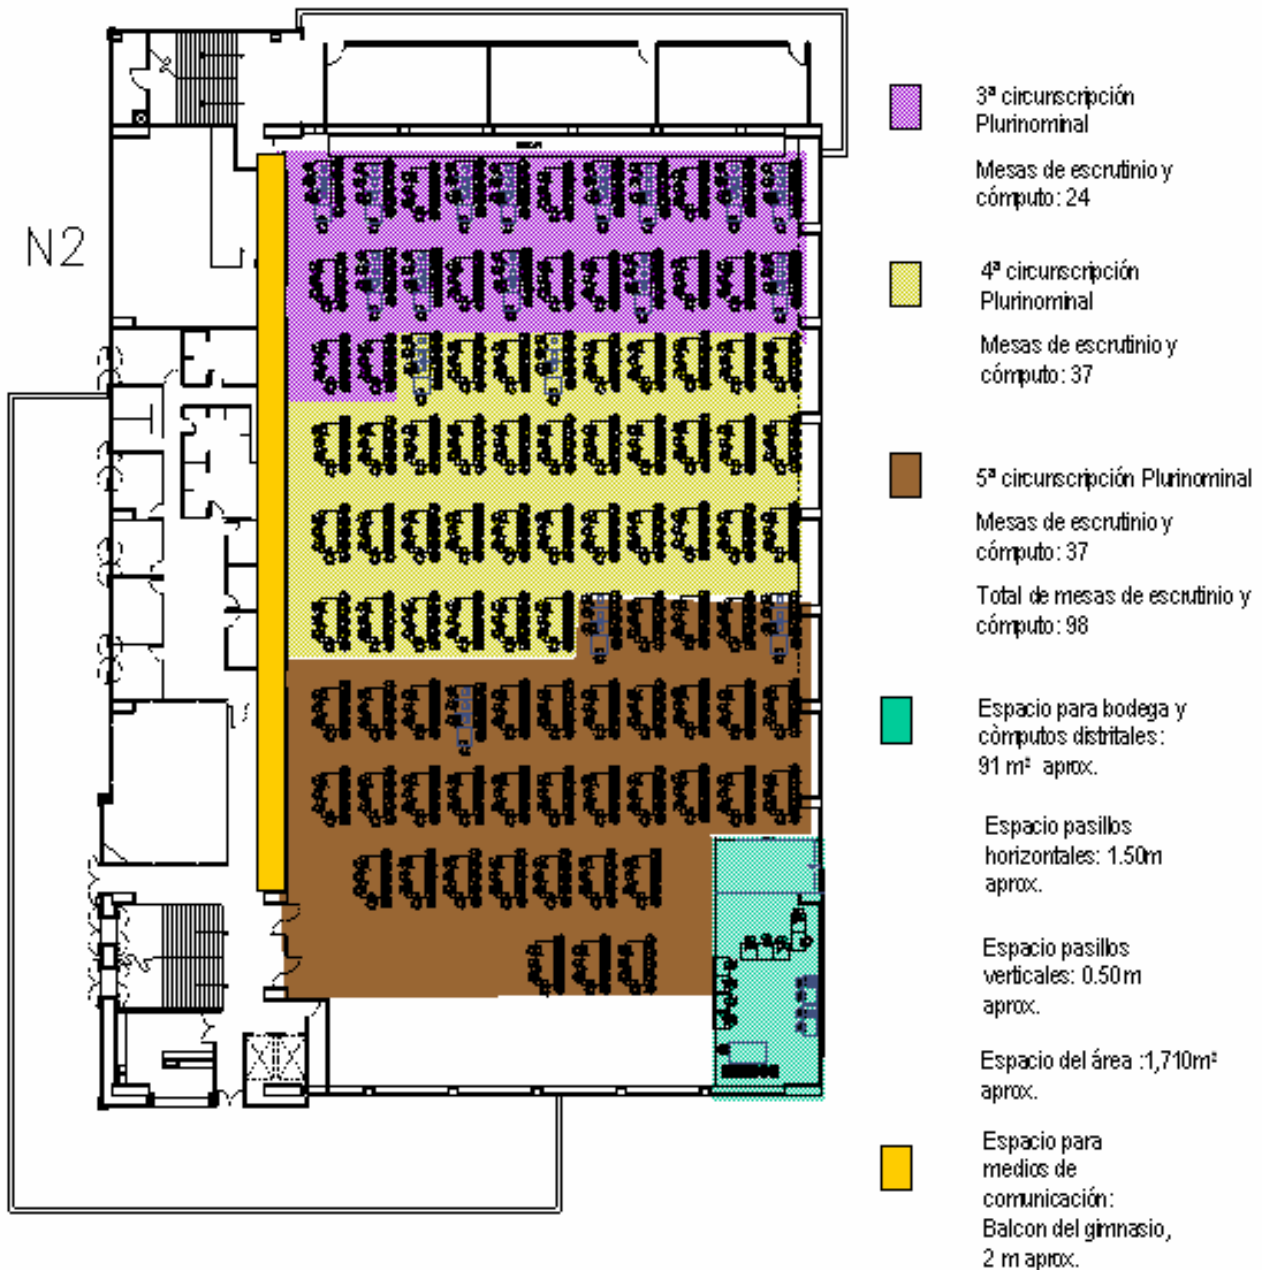 N2
3ª circunscripción
Plurinominal
Mesas de escrutinio y
cómputo: 24
4ª circunscripción
Plurinominal
Mesas de escrutinio y
cómputo: 37
5ª circunscripción Plurinominal
Mesas de escrutinio y
cómputo: 37
Total de mesas de escrutinio y
cómputo: 98
Espacio para bodega y
còmputos distritales:
91 m² aprox.
Espacio pasillos
horizontales: 1.50m
aprox.
Espacio pasillos
verticales: 0.50m
aprox.
Espacio del área :1,710m²
aprox.
Espacio para
medios de
comunicación:
Balcon del gimnasio,
2 m aprox.